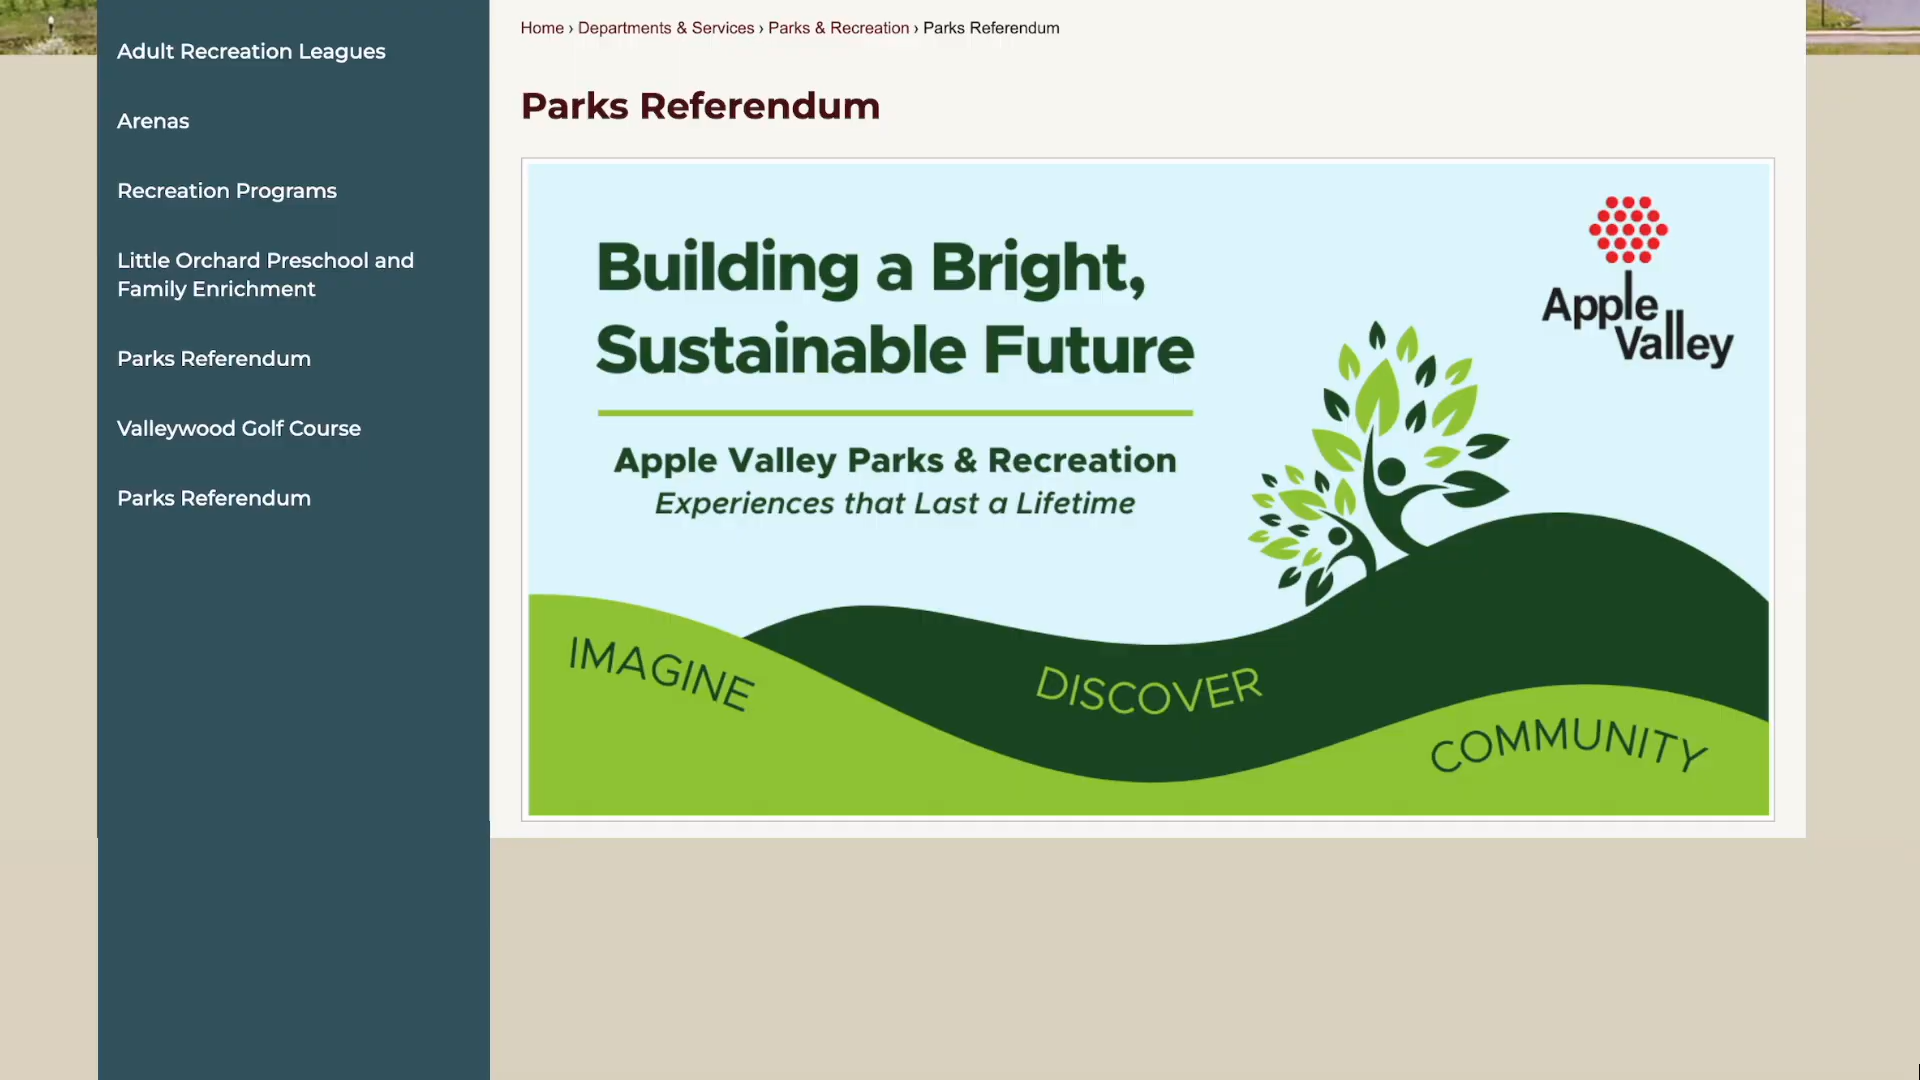 Adult Recreation Leagues
Arenas
Recreation Programs
Little Orchard Preschool and
Family Enrichment
Parks Referendum
Valleywood Golf Course
Parks Referendum
Home › Departments & Services › Parks & Recreation › Parks Referendum
Parks Referendum
Building a Bright,
Sustainable Future
Apple Valley Parks & Recreation
Experiences that Last a Lifetime
Apple
Valley
IMAGINE
DISCOVER
COMMUNITY